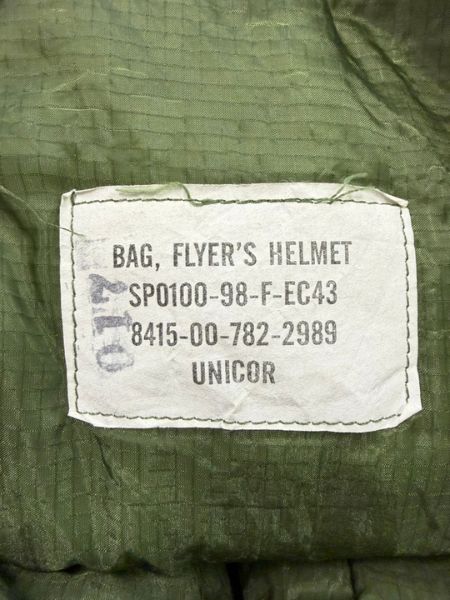 BAG, FLYER'S HELMET
SP0100-98-F-EC43
8415-00-782-2989
UNICOR